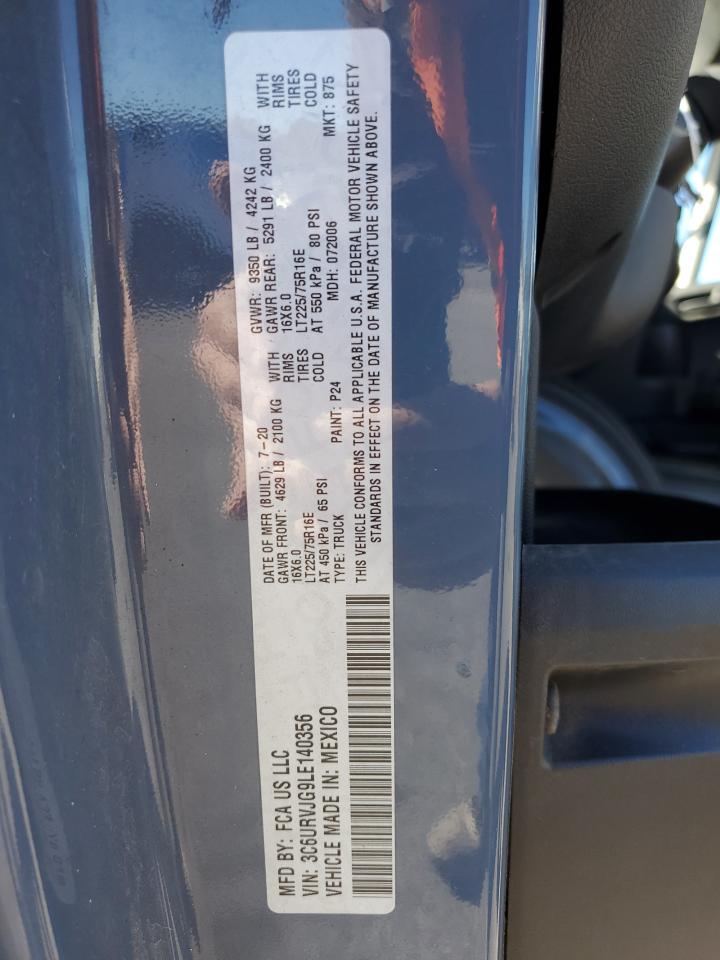 MFD BY: FCA US LLC
VIN: 3C6URVJG9LE140356
VEHICLE MADE IN: MEXICO
DATE OF MFR (BUILT): 7-20 GVWR: 9350 LB / 4242 KG
GAWR FRONT: 4629 LB / 2100 KG WITH GAWR REAR: 5291 LB / 2400 KG WITH
16X6.0 RIMS 16X6.0 RIMS
LT225/75R16E TIRES LT225/75R16E TIRES
AT 450 kPa / 65 PSI COLD AT 550 kPa / 80 PSI COLD
TYPE: TRUCK PAINT: P24 MDH: 072006 MKT: 875
THIS VEHICLE CONFORMS TO ALL APPLICABLE U.S.A. FEDERAL MOTOR VEHICLE SAFETY
STANDARDS IN EFFECT ON THE DATE OF MANUFACTURE SHOWN ABOVE.